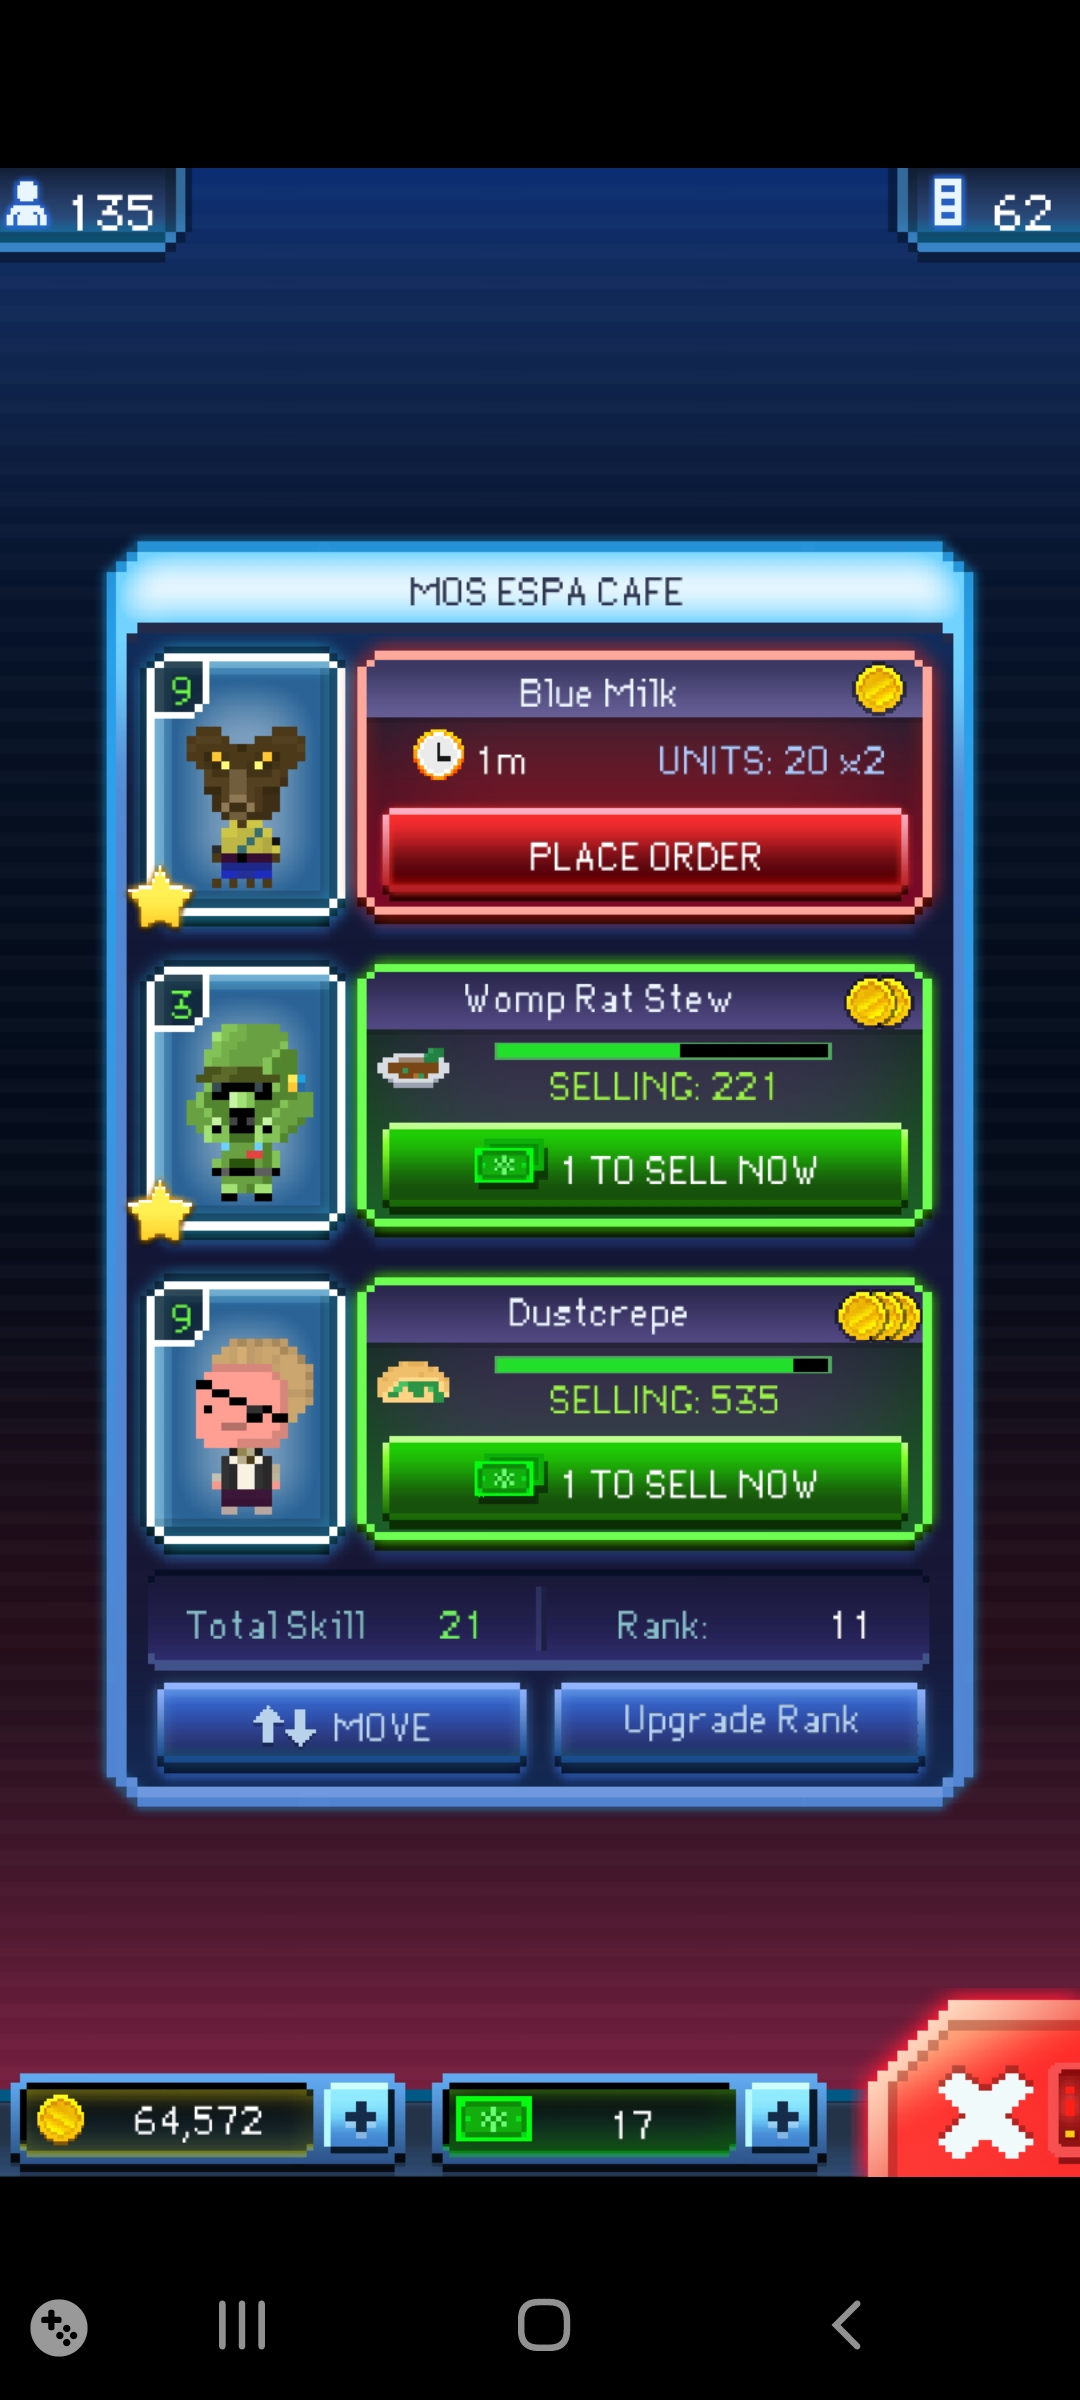 135
62
MOS ESPA CAFE
9
Blue Milk
1m
UNITS: 20 x2
PLACE ORDER
3
Womp Rat Stew
SELLING: 221
1 TO SELL NOW
9
Dustcrepe
SELLING: 535
1 TO SELL NOW
Total Skill 21
Rank: 11
MOVE
Upgrade Rank
64,572
17